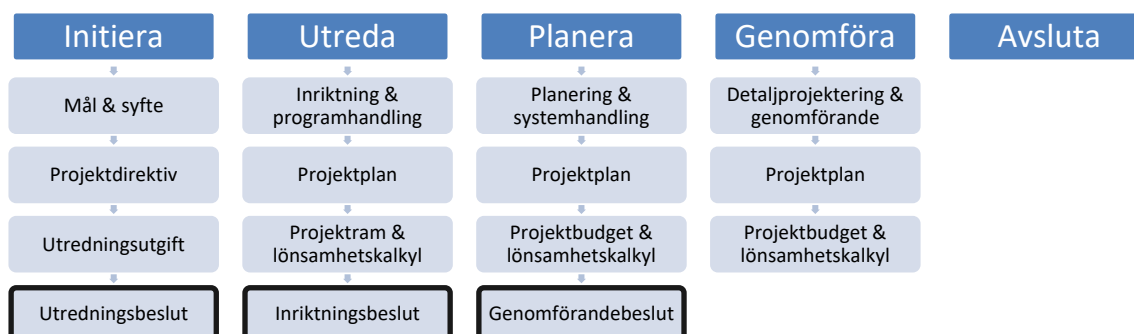 Initiera
Mål & syfte
Projektdirektiv
Utredningsutgift
Utredningsbeslut
Utreda
Inriktning &
programhandling
Projektplan
Projektram &
lönsamhetskalkyl
Inriktningsbeslut
Planera
Planering &
systemhandling
Projektplan
Projektbudget &
lönsamhetskalkyl
Genomförandebeslut
Genomföra
Detaljprojektering &
genomförande
Projektplan
Projektbudget &
lönsamhetskalkyl
Avsluta